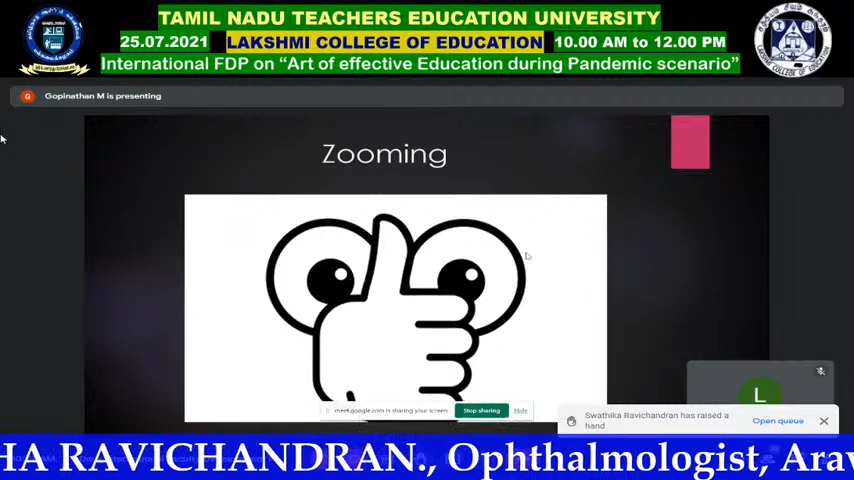 TAMIL NADU TEACHERS EDUCATION UNIVERSITY
25.07.2021 LAKSHMI COLLEGE OF EDUCATION 10.00 AM to 12.00 PM
International FDP on “Art of effective Education during Pandemic scenario”
G Gopinathan M is presenting
Zooming
L
meet.google.com is sharing your screen. Stop sharing Hide
Swathika Ravichandran has raised a
hand
Open queue
HA RAVICHANDRAN., Ophthalmologist, Arav